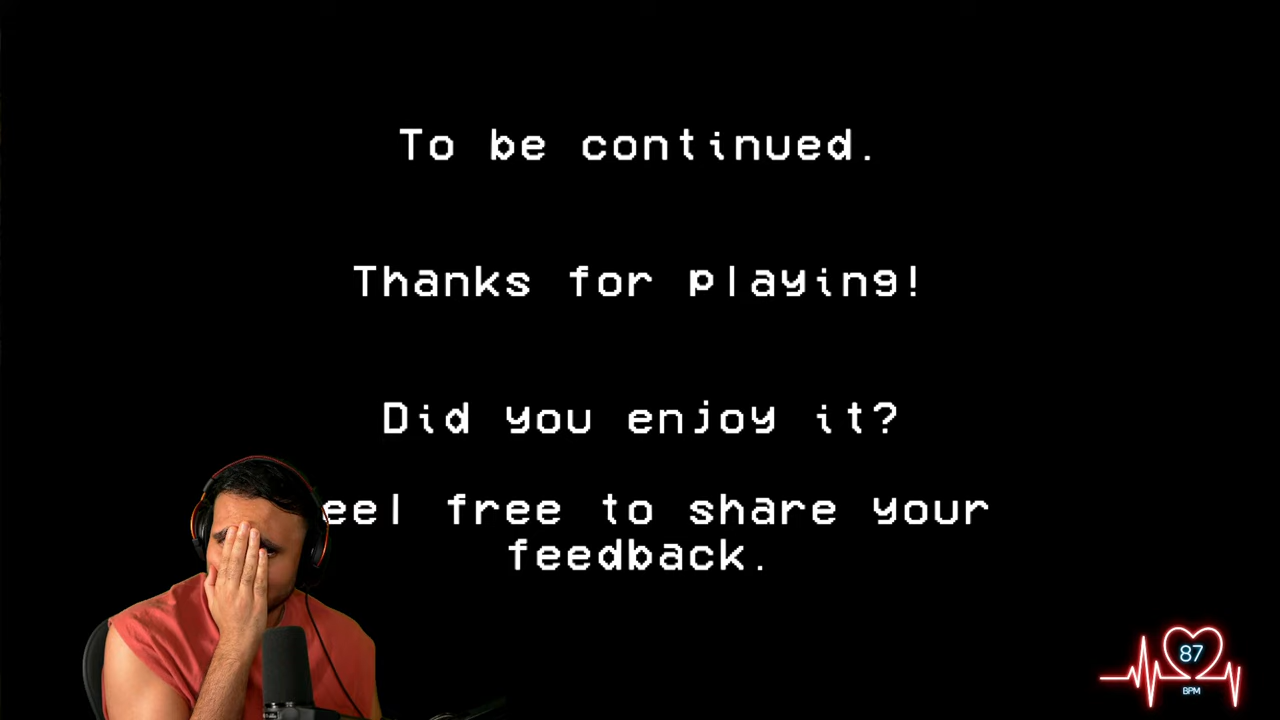 To be continued.
Thanks for playing!
Did you enjoy it?
eel free to share your
feedback.
87
BPM